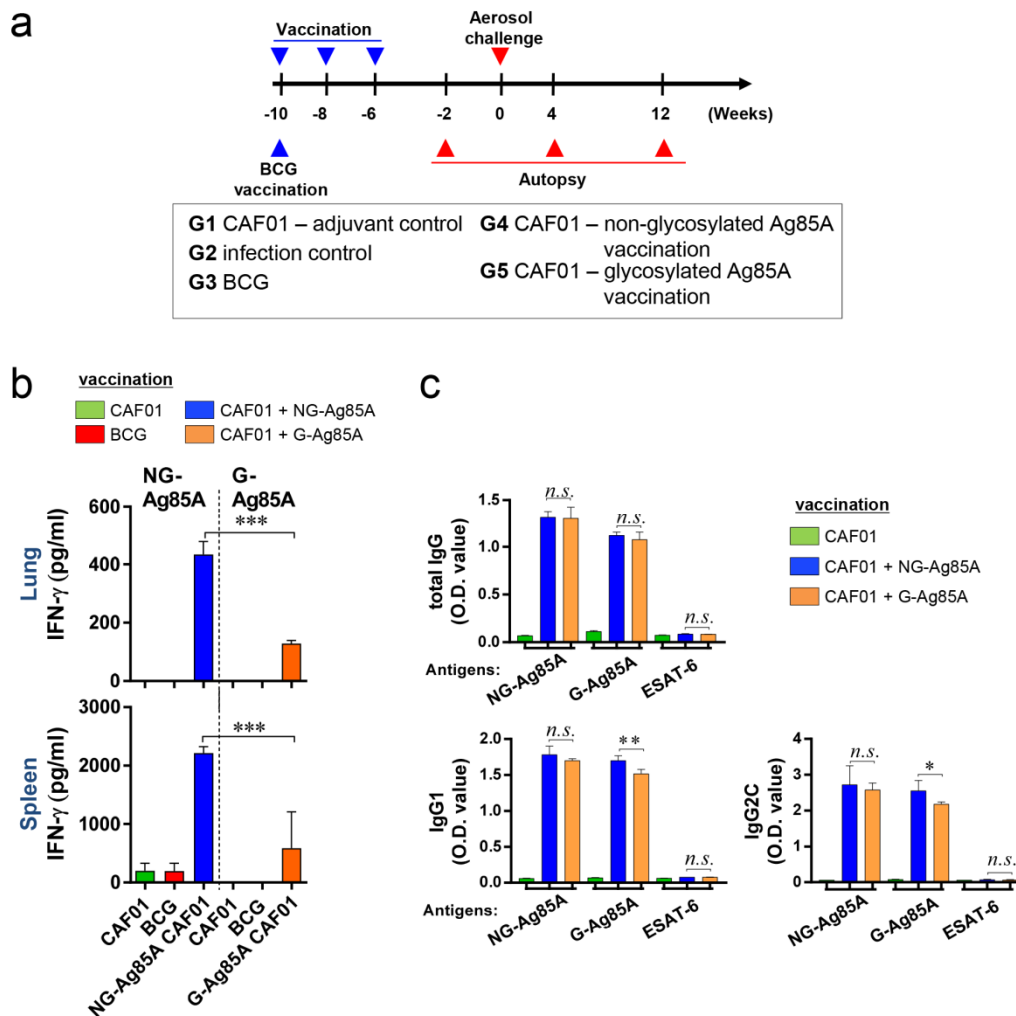 a
Vaccination
Aerosol
challenge
-10 -8 -6 -2 0 4 12 (Weeks)
BCG
vaccination
Autopsy
G1 CAF01 – adjuvant control
G2 infection control
G3 BCG
G4 CAF01 – non-glycosylated Ag85A
vaccination
G5 CAF01 – glycosylated Ag85A
vaccination
b
vaccination
CAF01
BCG
CAF01 + NG-Ag85A
CAF01 + G-Ag85A
NG-
Ag85A
G-
Ag85A
Lung
IFN-γ (pg/ml)
600
400
200
0
***
Spleen
IFN-γ (pg/ml)
3000
2000
1000
0
***
CAF01
BCG
NG-Ag85A CAF01
CAF01
BCG
G-Ag85A CAF01
c
vaccination
CAF01
CAF01 + NG-Ag85A
CAF01 + G-Ag85A
total IgG
(O.D. value)
1.5
1.0
0.5
0.0
n.s.
n.s.
n.s.
Antigens:
NG-Ag85A
G-Ag85A
ESAT-6
IgG1
(O.D. value)
2.0
1.5
1.0
0.5
0.0
n.s.
**
n.s.
Antigens:
NG-Ag85A
G-Ag85A
ESAT-6
IgG2C
(O.D. value)
4
3
2
1
0
n.s.
*
n.s.
NG-Ag85A
G-Ag85A
ESAT-6